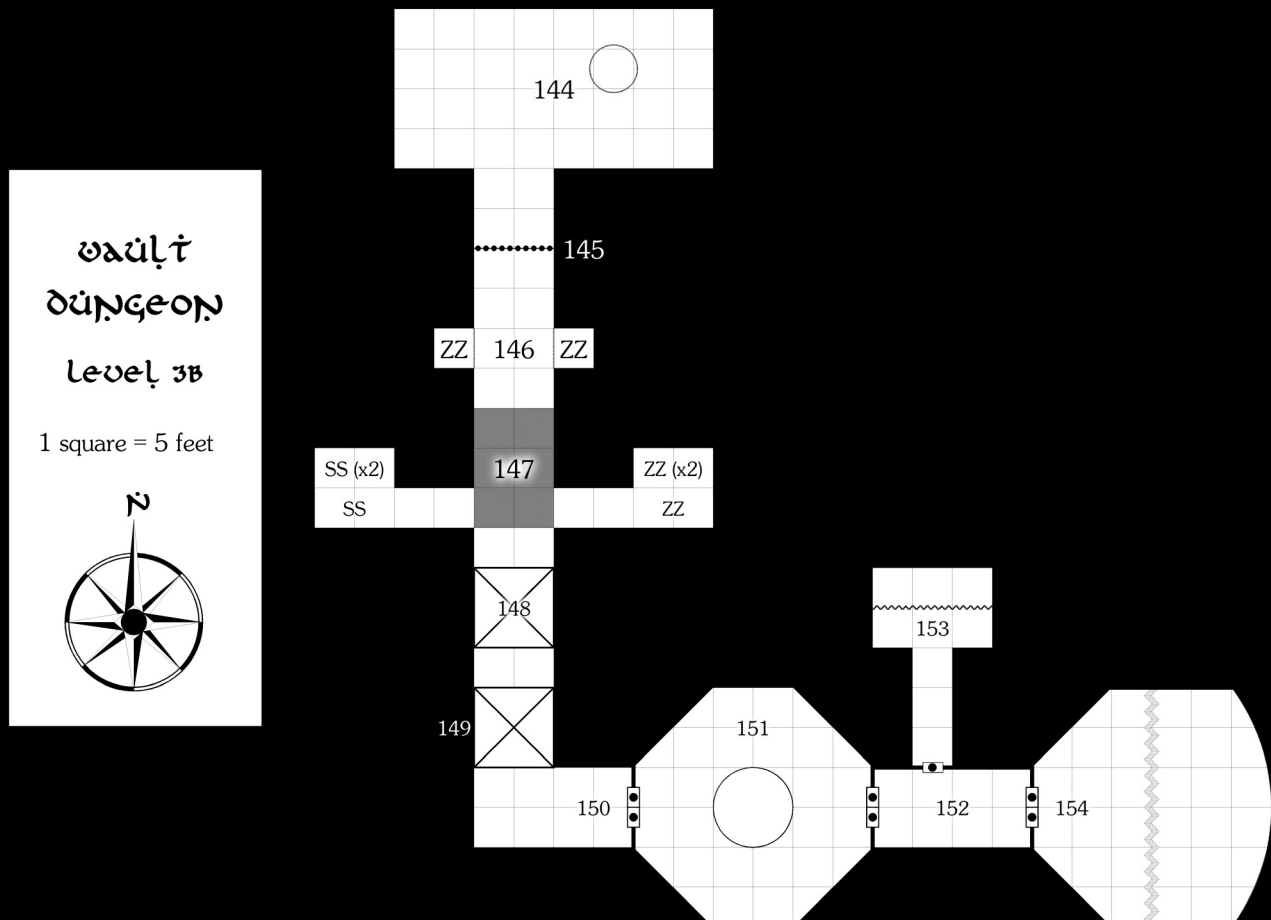 144
145
ZZ 146 ZZ
VAULT
DUNGEON
LEVEL 3B
1 square = 5 feet
N
SS (x2) 147 ZZ (x2)
SS ZZ
148
153
149 151
150 152 154